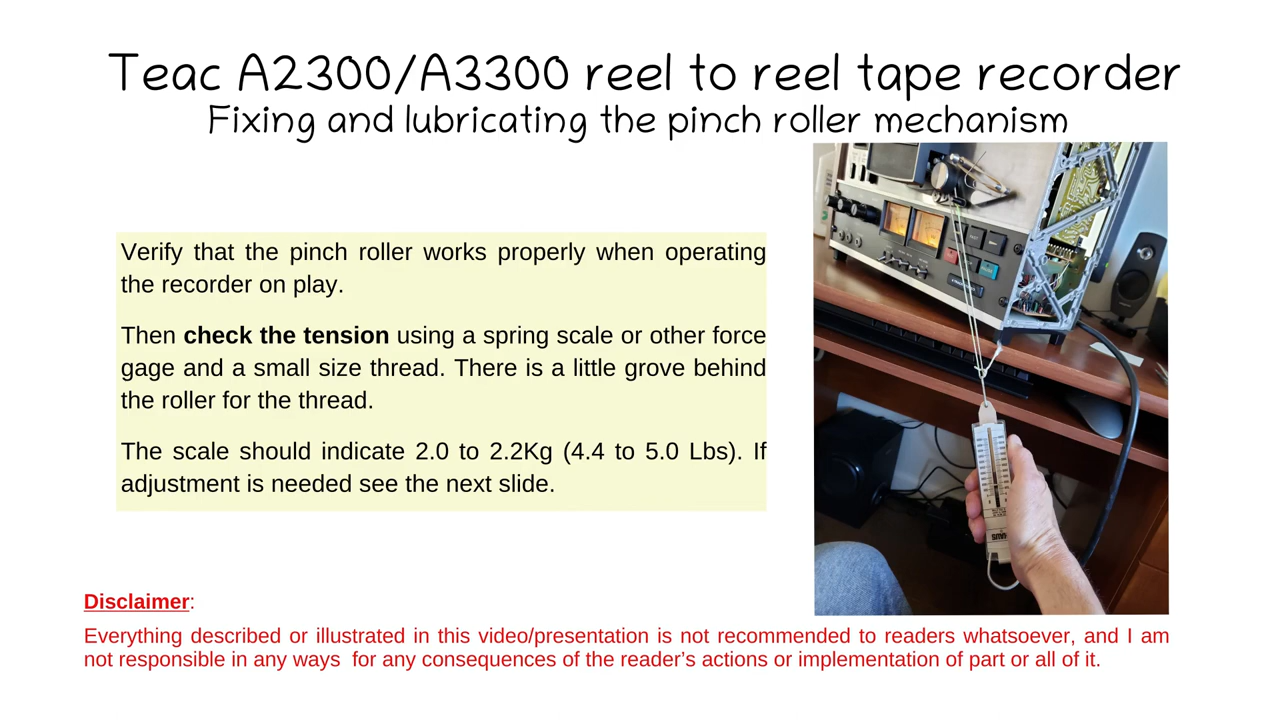 Teac A2300/A3300 reel to reel tape recorder
Fixing and lubricating the pinch roller mechanism
Verify that the pinch roller works properly when operating
the recorder on play.
Then check the tension using a spring scale or other force
gage and a small size thread. There is a little grove behind
the roller for the thread.
The scale should indicate 2.0 to 2.2Kg (4.4 to 5.0 Lbs). If
adjustment is needed see the next slide.
Disclaimer:
Everything described or illustrated in this video/presentation is not recommended to readers whatsoever, and I am
not responsible in any ways for any consequences of the reader's actions or implementation of part or all of it.